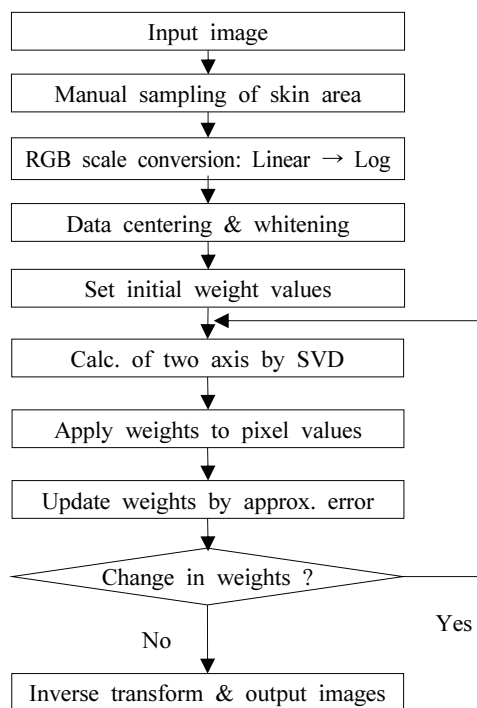 Input image
Manual sampling of skin area
RGB scale conversion: Linear → Log
Data centering & whitening
Set initial weight values
Calc. of two axis by SVD
Apply weights to pixel values
Update weights by approx. error
Change in weights ?
Yes
No
Inverse transform & output images